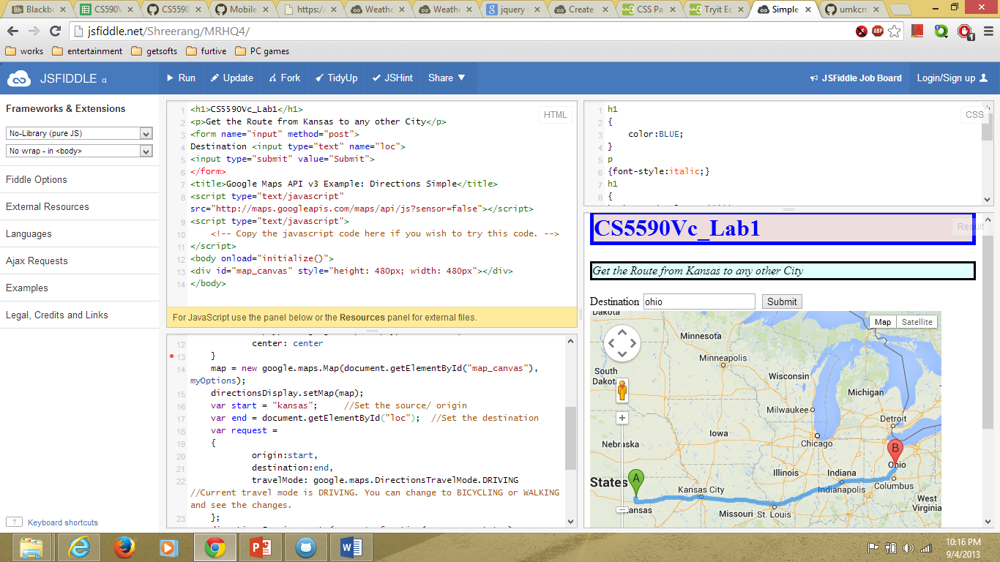 Blackb
CS590V
CS5590
Mobile
https:/
Weathe
Weathe
jquery s
Create
CSS Pa
Tryit Ed
Simple
umkcm
jsfiddle.net/Shreerang/MRHQ4/
works
entertainment
getsofts
furtive
PC games
JSFIDDLE α
Run
Update
Fork
TidyUp
JSHint
Share
JSFiddle Job Board
Login/Sign up
Frameworks & Extensions
No-Library (pure JS)
No wrap - in <body>
Fiddle Options
External Resources
Languages
Ajax Requests
Examples
Legal, Credits and Links
? Keyboard shortcuts
HTML
1 <h1>CS5590Vc_Lab1</h1>
2 <p>Get the Route from Kansas to any other City</p>
3 <form name="input" method="post">
4 Destination <input type="text" name="loc">
5 <input type="submit" value="Submit">
6 </form>
7 <title>Google Maps API v3 Example: Directions Simple</title>
8 <script type="text/javascript"
9 src="http://maps.googleapis.com/maps/api/js?sensor=false"></script>
<script type="text/javascript">
10 <!-- Copy the javascript code here if you wish to try this code. -->
11 </script>
12 <body onload="initialize()">
13 <div id="map_canvas" style="height: 480px; width: 480px"></div>
14 </body>
For JavaScript use the panel below or the Resources panel for external files.
12 center: center
13 }
14 map = new google.maps.Map(document.getElementById("map_canvas"),
myOptions);
15 directionsDisplay.setMap(map);
16 var start = "kansas"; //Set the source/ origin
17 var end = document.getElementById("loc"); //Set the destination
18 var request =
19 {
20 origin:start,
21 destination:end,
22 travelMode: google.maps.DirectionsTravelMode.DRIVING
//Current travel mode is DRIVING. You can change to BICYCLING or WALKING
and see the changes.
23 };
CSS
1 h1
2 {
3 color:BLUE;
4 }
5 p
6 {font-style:italic;}
7 h1
8 {
Result
CS5590Vc_Lab1
Get the Route from Kansas to any other City
Destination ohio Submit
Dakota
Map
Satellite
Minnesota
Minneapolis
South
Dakota
Wisconsin
Michigan
Milwaukee
Detroit
Iowa
Chicago
Nebraska
B
Ohio
Illinois
Indiana
States
A
Kansas City
Indianapolis
Columbus
Kansas
Missouri
St. Louis
West
Virginia
10:16 PM
9/4/2013